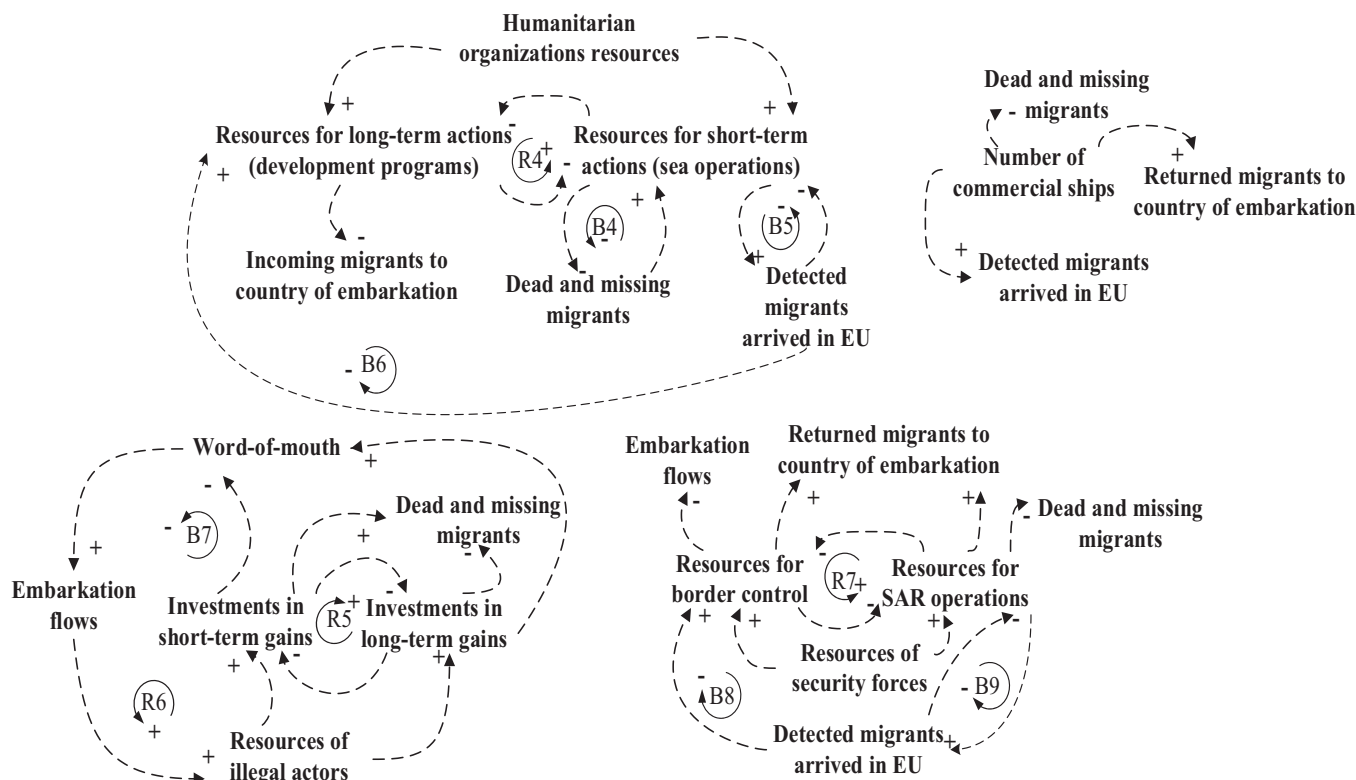 Humanitarian
organizations resources
+
+
Resources for long-term actions
(development programs)
+
-
R4
+
-
Resources for short-term
actions (sea operations)
+
-
-
Incoming migrants to
country of embarkation
B4
-
-
Dead and missing
migrants
B5
-
+
Detected
migrants
arrived in EU
- B6
Dead and missing
- migrants
Number of
commercial ships
+
Returned migrants to
country of embarkation
+
Detected migrants
arrived in EU
Word-of-mouth
+
-
- B7
+
Dead and missing
migrants
+
-
Embarkation
flows
Investments in
short-term gains
R5
+
-
-
Investments in
long-term gains
+
+
R6
+
+
Resources of
illegal actors
Embarkation
flows
-
Returned migrants to
country of embarkation
+
+
-
Dead and missing
migrants
Resources for
border control
-
R7
+
-
Resources for
SAR operations
+
+
+
-
Resources of
security forces
-
B8
- B9
Detected migrants
arrived in EU
+